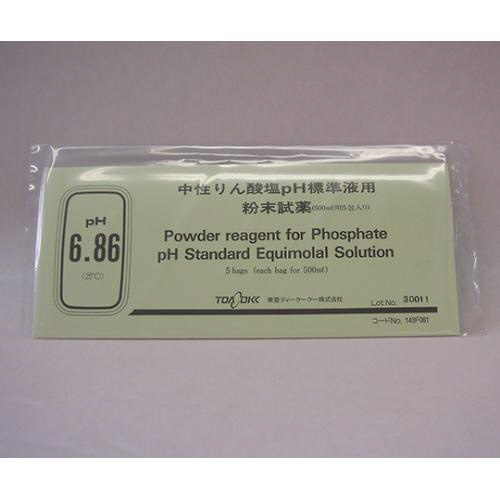 中性りん酸塩pH標準液用
粉末試薬(500ml用5包入り)
pH
6.86
(25℃)
Powder reagent for Phosphate
pH Standard Equimolal Solution
5 bags (each bag for 500ml)
TOADKK 東亜ディーケーケー株式会社
Lot No. 30011
コードNo. 143F061